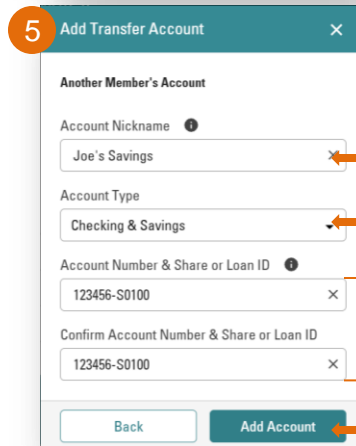 5
Add Transfer Account
Another Member's Account
Account Nickname
Joe's Savings
Account Type
Checking & Savings
Account Number & Share or Loan ID
123456-S0100
Confirm Account Number & Share or Loan ID
123456-S0100
Back Add Account